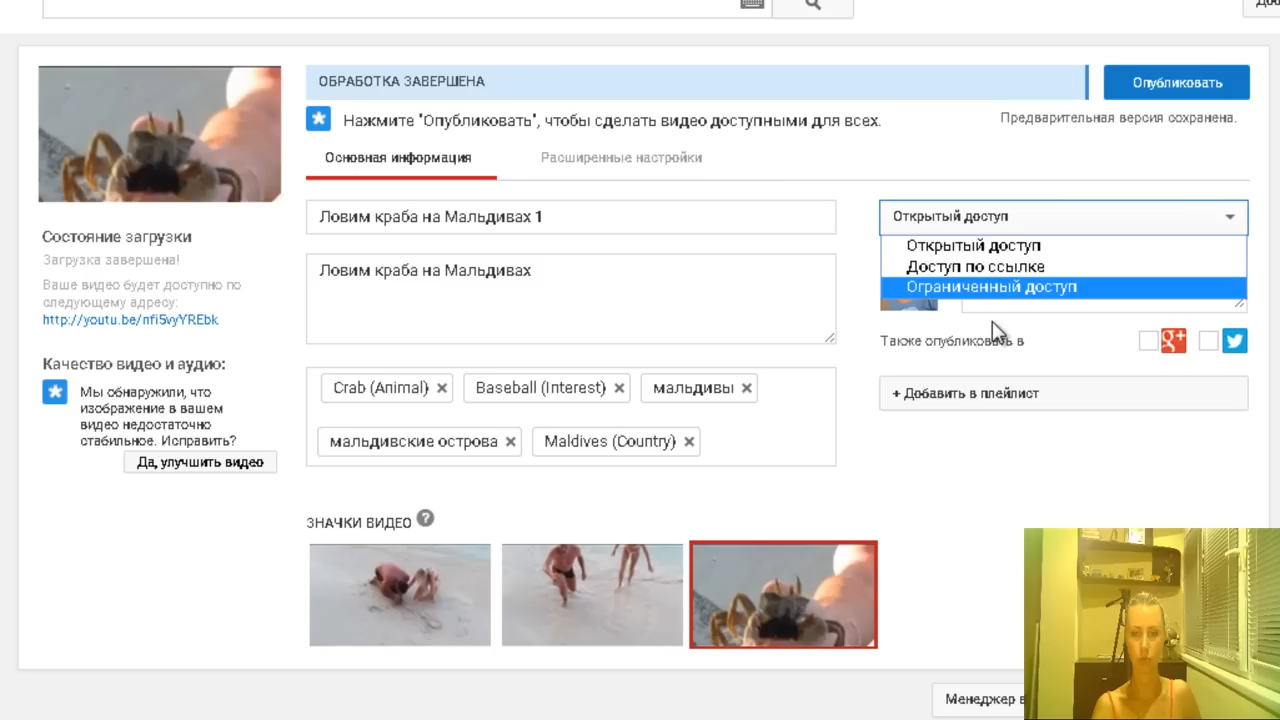 ОБРАБОТКА ЗАВЕРШЕНА
Опубликовать
Нажмите "Опубликовать", чтобы сделать видео доступными для всех.
Предварительная версия сохранена.
Основная информация
Расширенные настройки
Ловим краба на Мальдивах 1
Ловим краба на Мальдивах
Открытый доступ
Открытый доступ
Доступ по ссылке
Ограниченный доступ
Также опубликовать в
g+
+ Добавить в плейлист
Состояние загрузки
Загрузка завершена!
Ваше видео будет доступно по
следующему адресу:
http://youtu.be/nfi5vyYREbk
Качество видео и аудио:
Мы обнаружили, что
изображение в вашем
видео недостаточно
стабильное. Исправить?
Да, улучшить видео
Crab (Animal) ×
Baseball (Interest) ×
мальдивы ×
мальдивские острова ×
Maldives (Country) ×
ЗНАЧКИ ВИДЕО ?
Менеджер